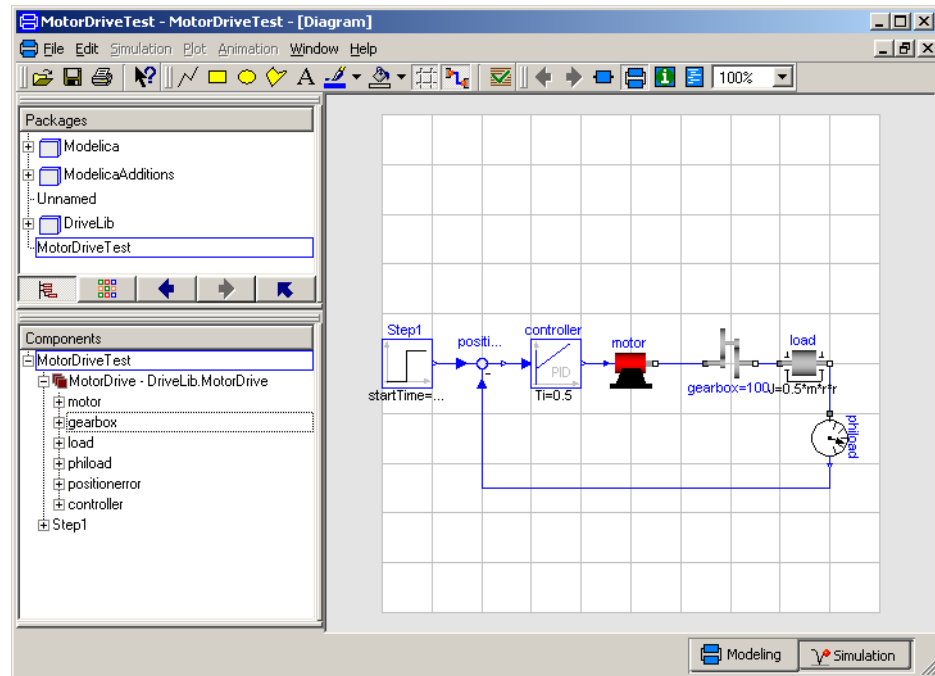 MotorDriveTest - MotorDriveTest - [Diagram]
File Edit Simulation Plot Animation Window Help
A 100%
Packages
Modelica
ModelicaAdditions
Unnamed
DriveLib
MotorDriveTest
Components
MotorDriveTest
MotorDrive - DriveLib.MotorDrive
motor
gearbox
load
phiload
positionerror
controller
Step1
Step1 positi... controller motor load
PID
startTime=... Ti=0.5 gearbox=100 J=0.5*m*r*r
phiload
Modeling Simulation